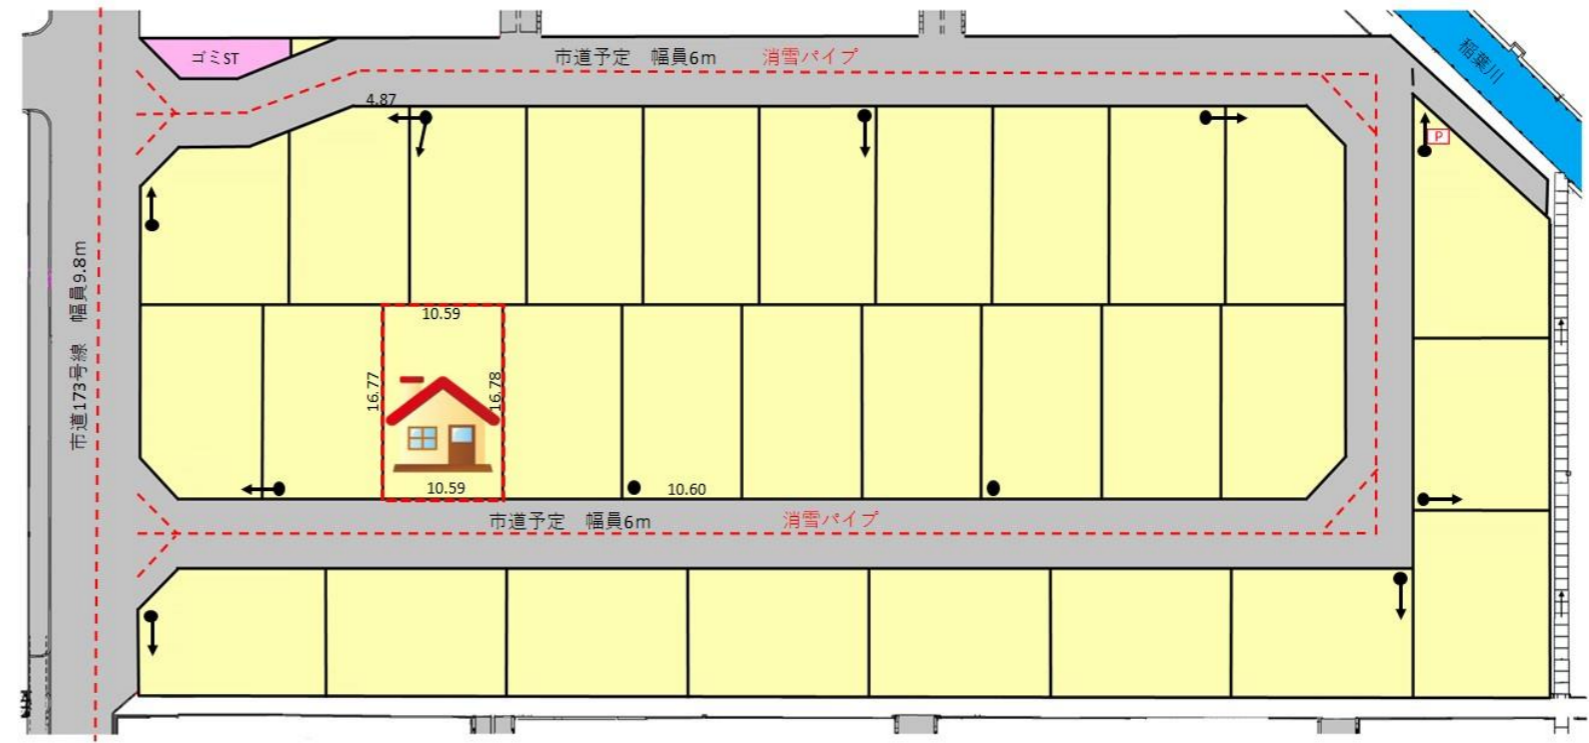 ゴミST
市道予定 幅員6m 消雪パイプ
稲葉川
4.87
P
市道173号線 幅員9.8m
10.59
16.77
16.78
10.59
10.60
市道予定 幅員6m 消雪パイプ